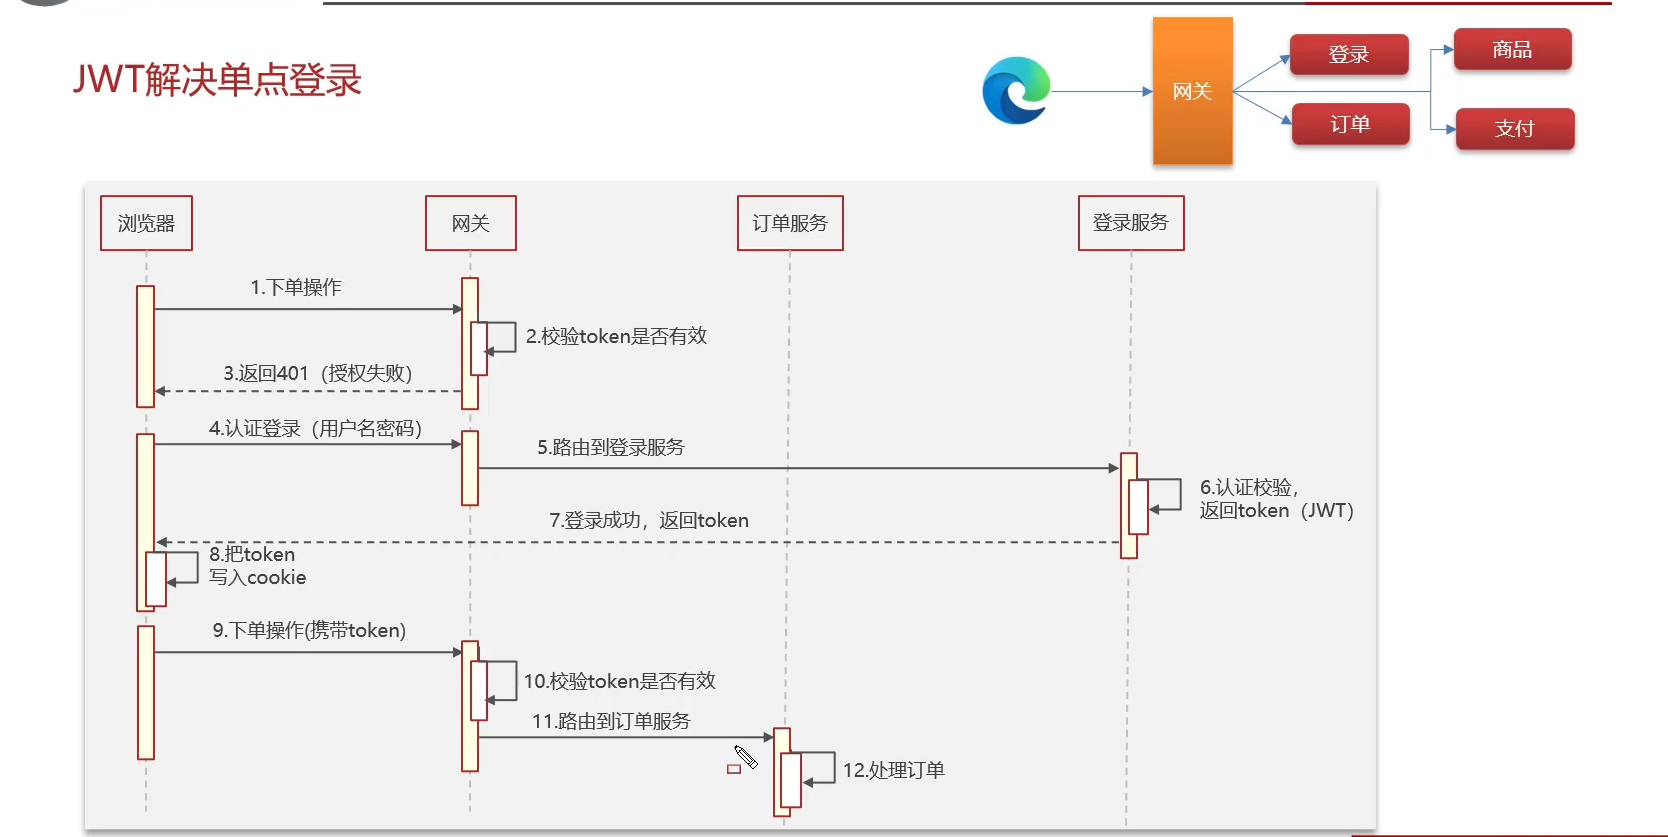 JWT解决单点登录
网关
登录
订单
商品
支付
浏览器
网关
订单服务
登录服务
1.下单操作
2.校验token是否有效
3.返回401（授权失败）
4.认证登录（用户名密码）
5.路由到登录服务
6.认证校验，
返回token（JWT）
7.登录成功，返回token
8.把token
写入cookie
9.下单操作(携带token)
10.校验token是否有效
11.路由到订单服务
12.处理订单